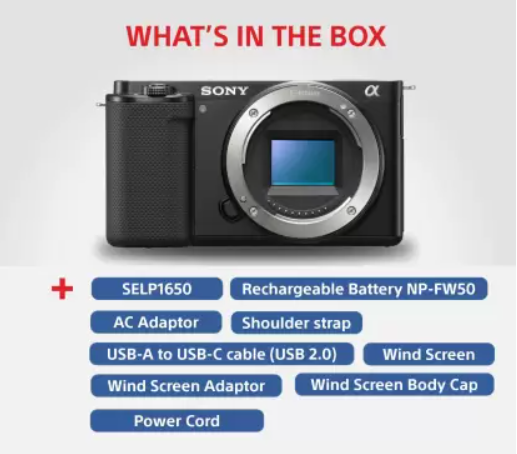 WHAT'S IN THE BOX
SONY α
SELP1650 Rechargeable Battery NP-FW50
AC Adaptor Shoulder strap
USB-A to USB-C cable (USB 2.0) Wind Screen
Wind Screen Adaptor Wind Screen Body Cap
Power Cord